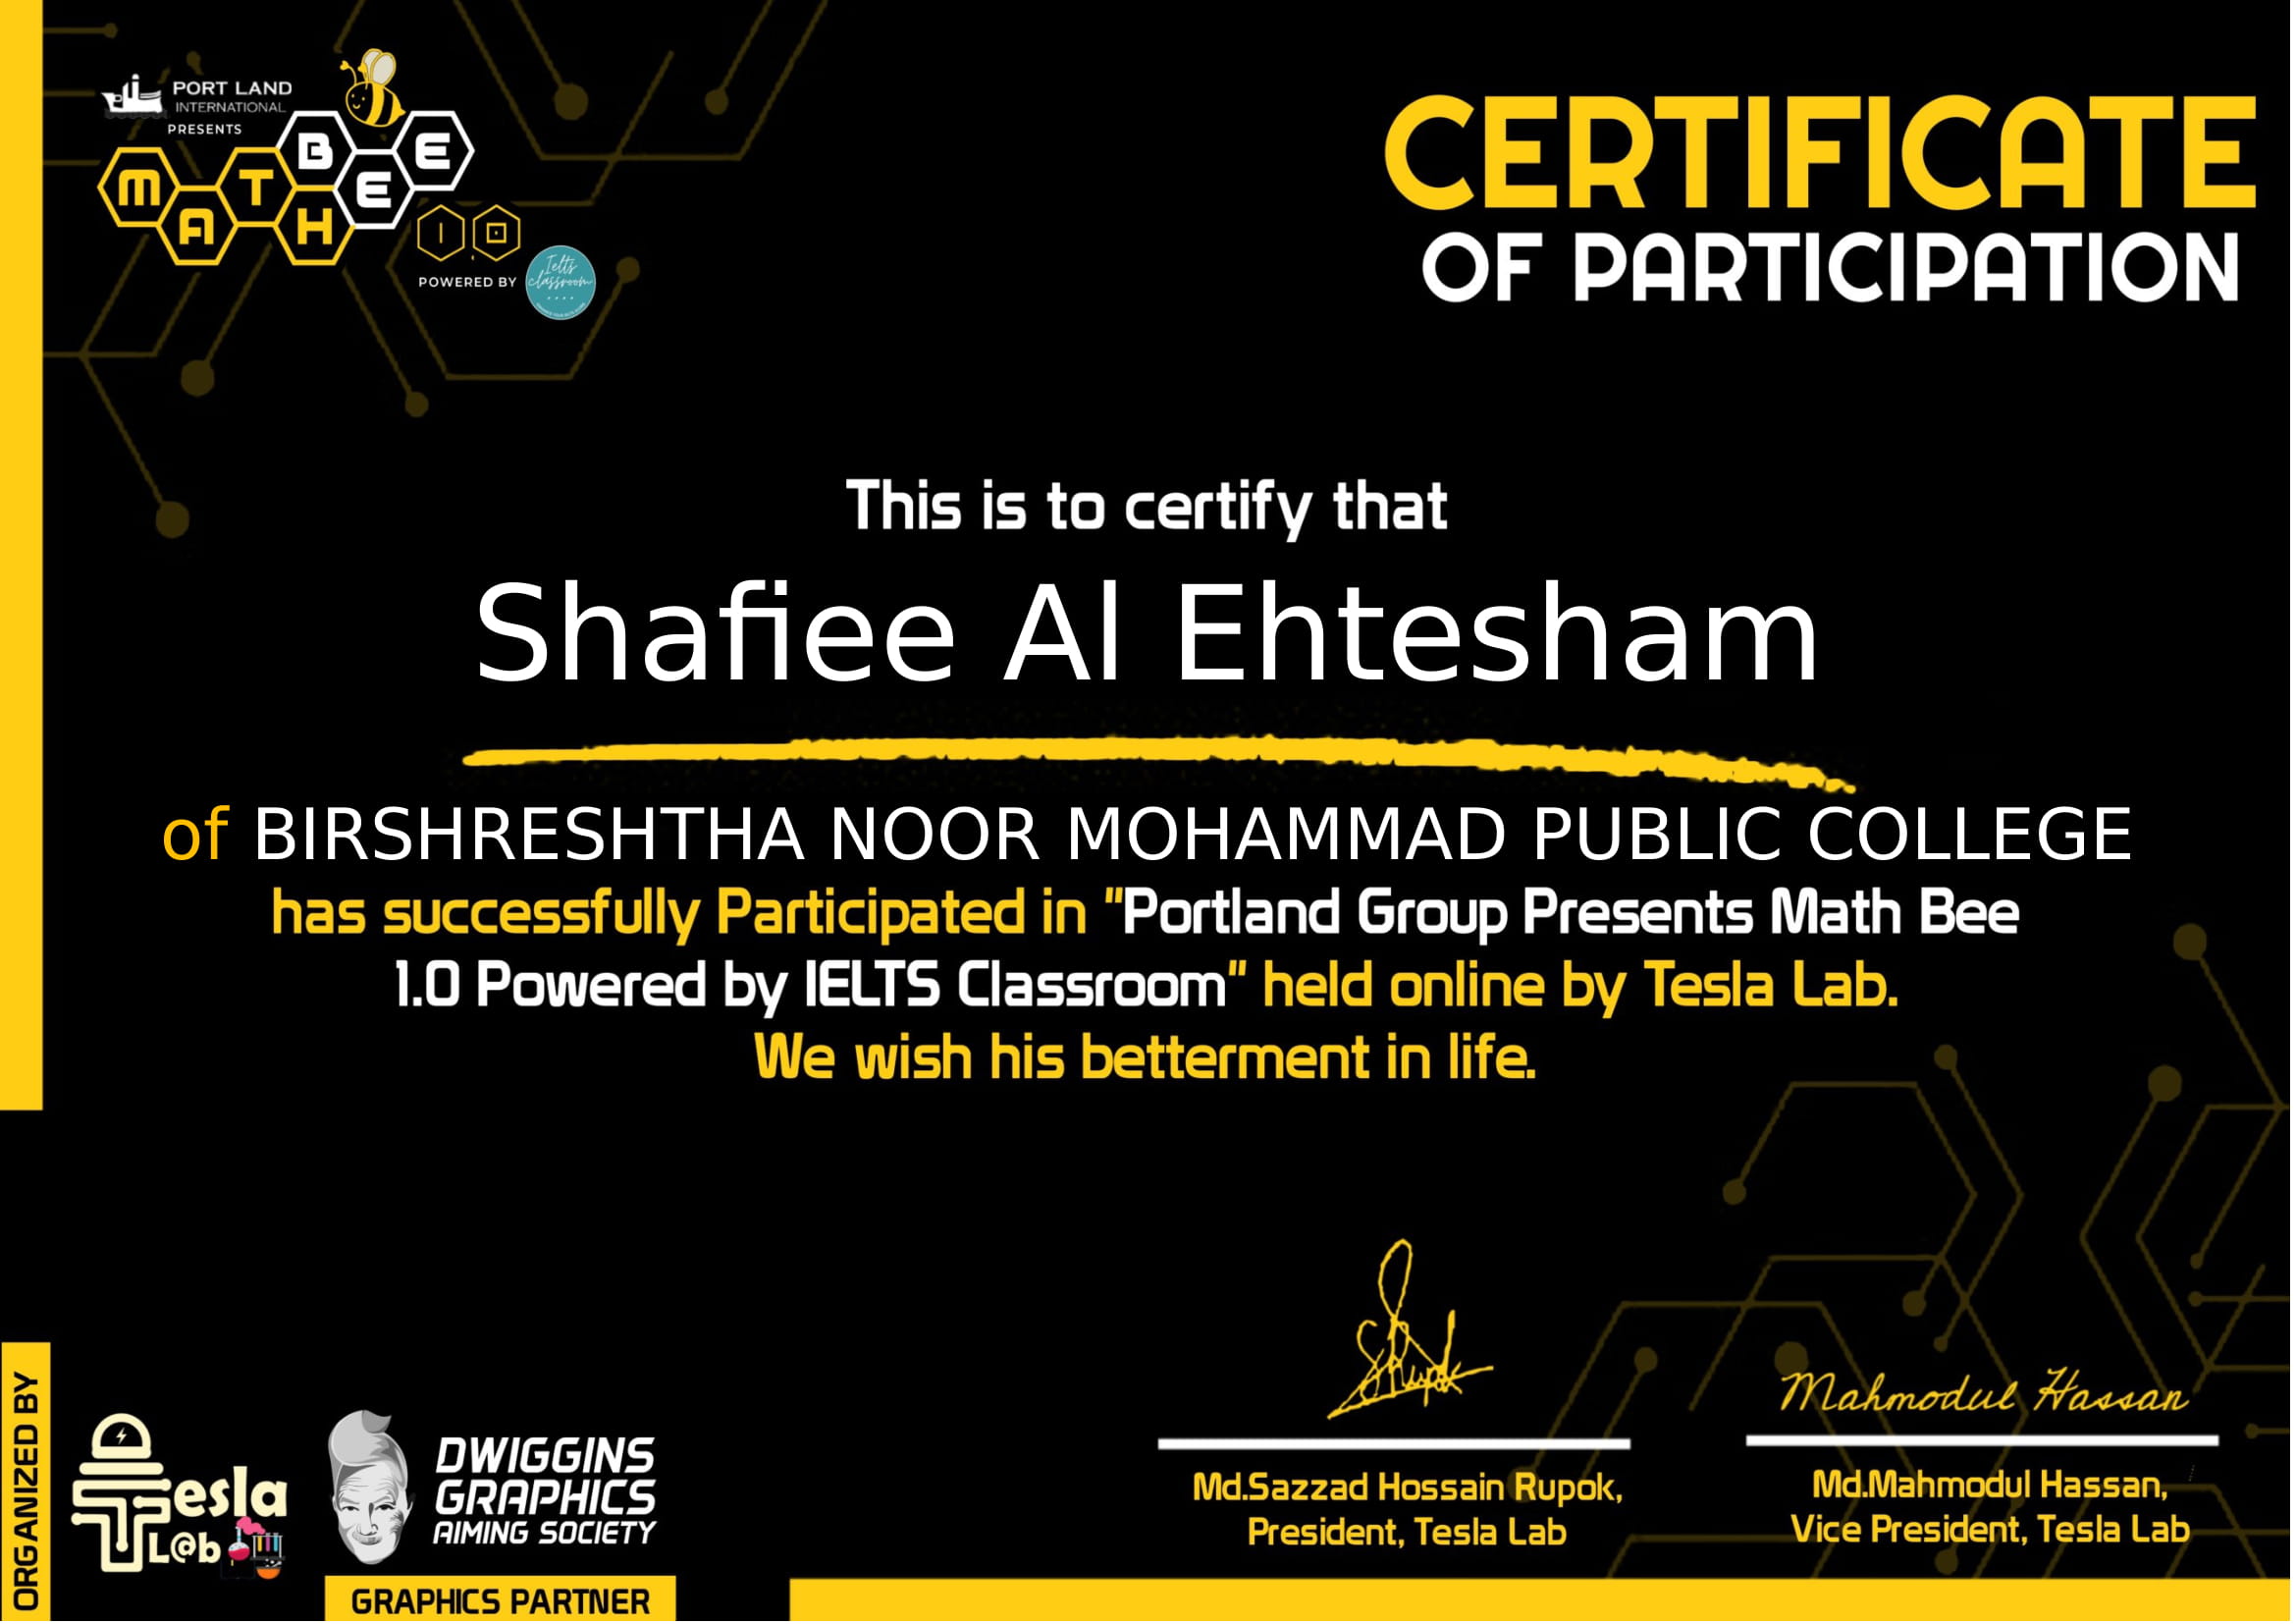 PORT LAND
INTERNATIONAL
PRESENTS
MATH BEE
1.0
POWERED BY
Ielts
classroom
CERTIFICATE
OF PARTICIPATION
This is to certify that
Shafiee Al Ehtesham
of BIRSHRESHTHA NOOR MOHAMMAD PUBLIC COLLEGE
has successfully Participated in "Portland Group Presents Math Bee
1.0 Powered by IELTS Classroom" held online by Tesla Lab.
We wish his betterment in life.
SRupok
Mahmodul Hassan
Md.Sazzad Hossain Rupok,
President, Tesla Lab
Md.Mahmodul Hassan,
Vice President, Tesla Lab
ORGANIZED BY
Tesla
L@b
DWIGGINS
GRAPHICS
AIMING SOCIETY
GRAPHICS PARTNER